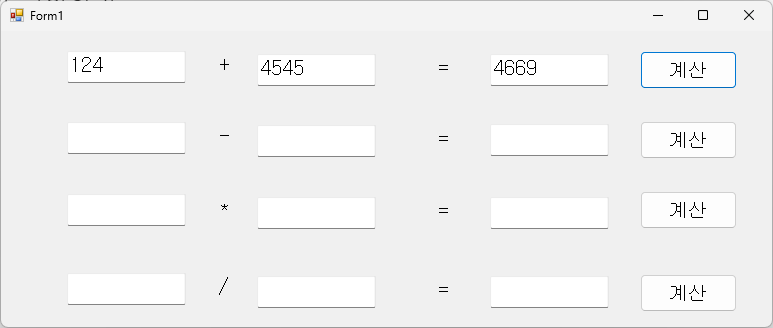 Form1
124 + 4545 = 4669 계산
- = 계산
* = 계산
/ = 계산